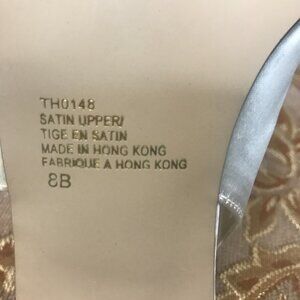 TH0148
SATIN UPPER/
TIGE EN SATIN
MADE IN HONG KONG
FABRIQUE A HONG KONG
8B